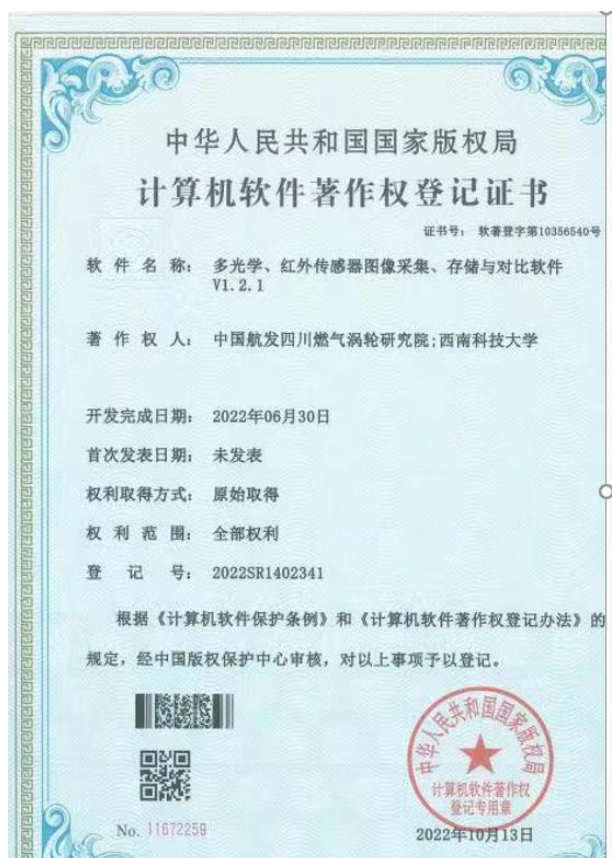 中华人民共和国国家版权局
计算机软件著作权登记证书
证书号： 软著登字第10356540号
软件名称： 多光学、红外传感器图像采集、存储与对比软件
V1.2.1
著作权人： 中国航发四川燃气涡轮研究院;西南科技大学
开发完成日期： 2022年06月30日
首次发表日期： 未发表
权利取得方式： 原始取得
权利范围： 全部权利
登记号： 2022SR1402341
根据《计算机软件保护条例》和《计算机软件著作权登记办法》的
规定，经中国版权保护中心审核，对以上事项予以登记。
中华人民共和国国家版权局
计算机软件著作权
登记专用章
No. 11672259
2022年10月13日